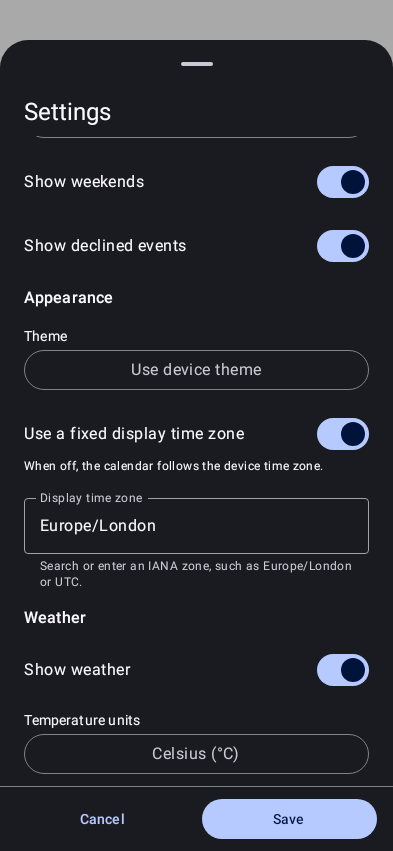 Settings
Show weekends
Show declined events
Appearance
Theme
Use device theme
Use a fixed display time zone
When off, the calendar follows the device time zone.
Display time zone
Europe/London
Search or enter an IANA zone, such as Europe/London
or UTC.
Weather
Show weather
Temperature units
Celsius (°C)
Cancel
Save